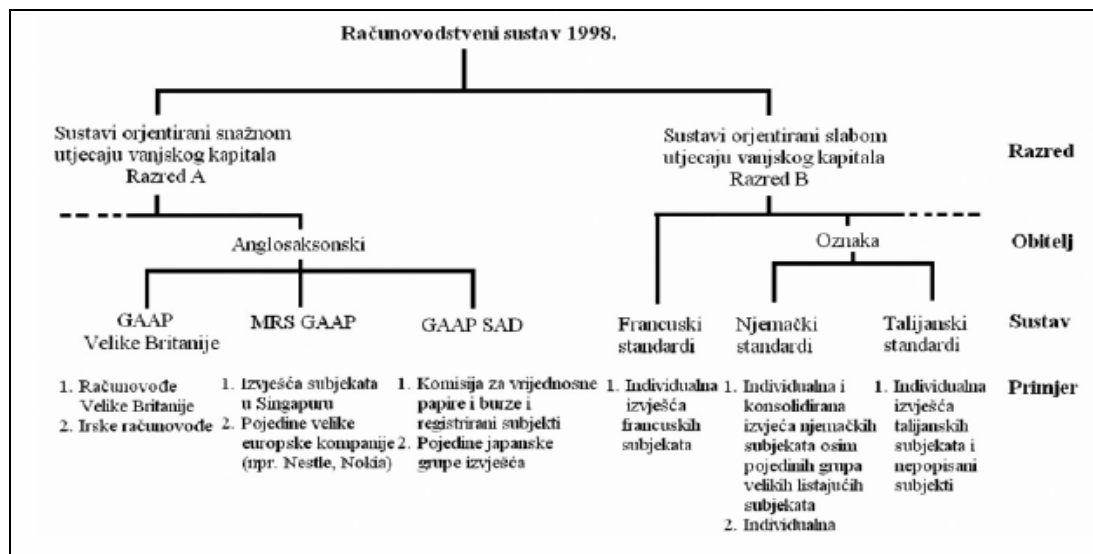 Računovodstveni sustav 1998.
Sustavi orjentirani snažnom
utjecaju vanjskog kapitala
Razred A
Sustavi orjentirani slabom
utjecaju vanjskog kapitala
Razred B
Razred
Anglosaksonski
Oznaka
Obitelj
GAAP
Velike Britanije
MRS GAAP
GAAP SAD
Francuski
standardi
Njemački
standardi
Talijanski
standardi
Sustav
1. Računovođe
Velike Britanije
2. Irske računovođe
1. Izvješća subjekata
u Singapuru
2. Pojedine velike
europske kompanije
(npr. Nestle, Nokia)
1. Komisija za vrijednosne
papire i burze i
registrirani subjekti
2. Pojedine japanske
grupe izvješća
1. Individualna
izvješća
francuskih
subjekata
1. Individualna i
konsolidirana
izvjeća njemačkih
subjekata osim
pojedinih grupa
velikih listajućih
subjekata
2. Individualna
1. Individualna
izvješća
talijanskih
subjekata i
nepopisani
subjekti
Primjer